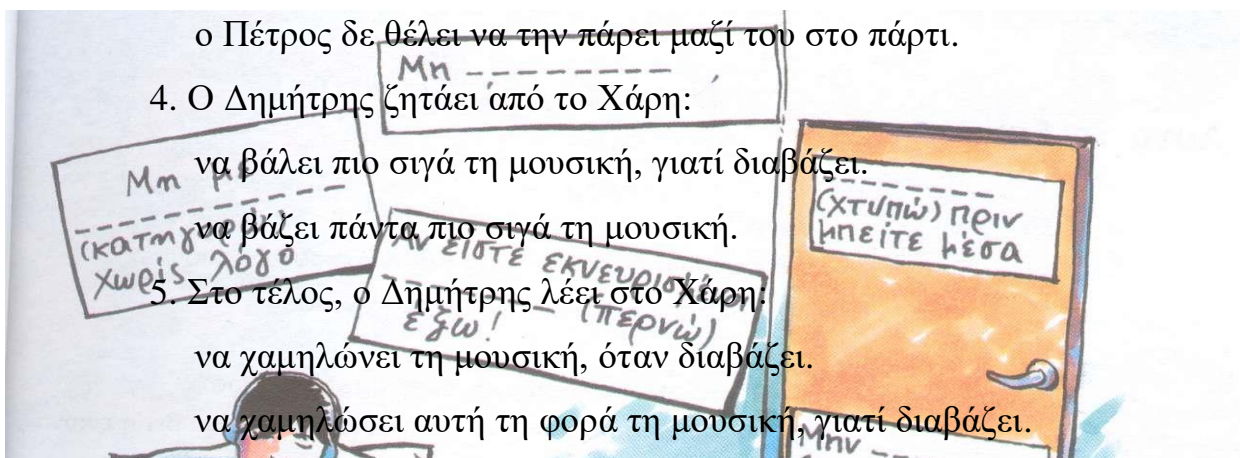 ο Πέτρος δε θέλει να την πάρει μαζί του στο πάρτι.
Μη _ _ _ _ _ _ _ _ _
4. Ο Δημήτρης ζητάει από το Χάρη:
να βάλει πιο σιγά τη μουσική, γιατί διαβάζει.
να βάζει πάντα πιο σιγά τη μουσική.
5. Στο τέλος, ο Δημήτρης λέει στο Χάρη:
να χαμηλώνει τη μουσική, όταν διαβάζει.
να χαμηλώσει αυτή τη φορά τη μουσική, γιατί διαβάζει.
Μη με
_ _ _ _ _ _ _ _ _
(κατηγορώ)
χωρίς λόγο
Αν είστε εκνευρισμένοι
_ _ _ _ _ (περνώ)
έξω!
_ _ _ _ _ _ _ _
(χτυπώ) πριν
μπείτε μέσα
Μην _ _